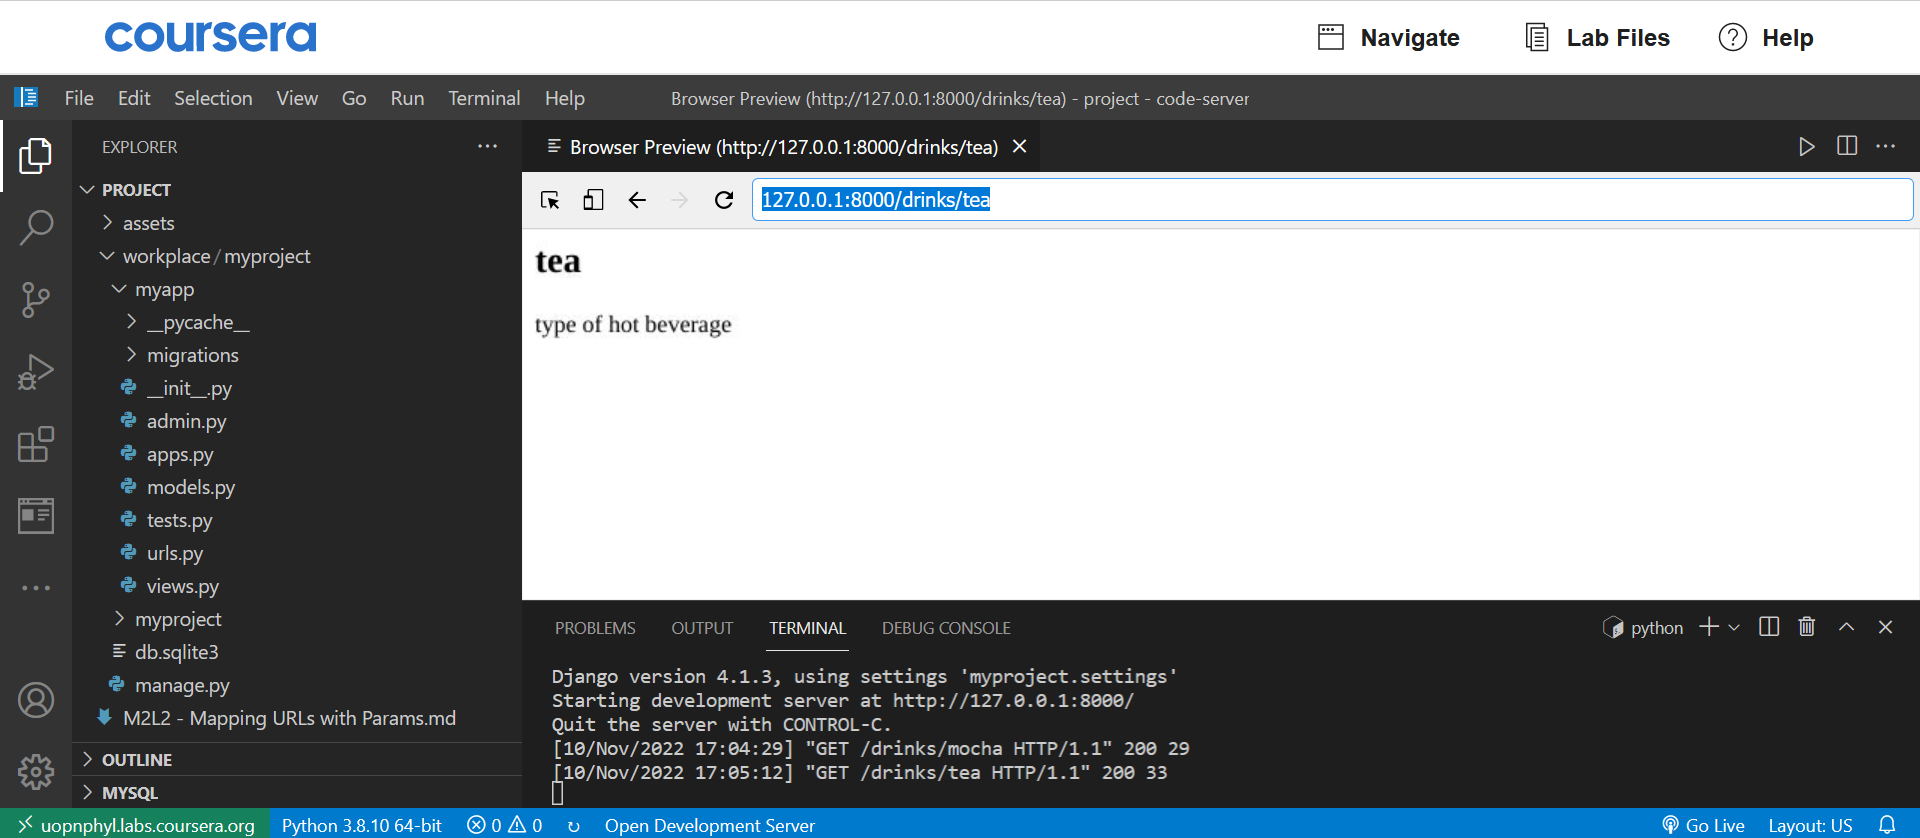 coursera
Navigate
Lab Files
Help
File Edit Selection View Go Run Terminal Help
Browser Preview (http://127.0.0.1:8000/drinks/tea) - project - code-server
EXPLORER
PROJECT
assets
workplace / myproject
myapp
__pycache__
migrations
__init__.py
admin.py
apps.py
models.py
tests.py
urls.py
views.py
myproject
db.sqlite3
manage.py
M2L2 - Mapping URLs with Params.md
OUTLINE
MYSQL
Browser Preview (http://127.0.0.1:8000/drinks/tea)
127.0.0.1:8000/drinks/tea
tea
type of hot beverage
PROBLEMS OUTPUT TERMINAL DEBUG CONSOLE
python
Django version 4.1.3, using settings 'myproject.settings'
Starting development server at http://127.0.0.1:8000/
Quit the server with CONTROL-C.
[10/Nov/2022 17:04:29] "GET /drinks/mocha HTTP/1.1" 200 29
[10/Nov/2022 17:05:12] "GET /drinks/tea HTTP/1.1" 200 33
uopnphyl.labs.coursera.org Python 3.8.10 64-bit 0 0 Open Development Server Go Live Layout: US